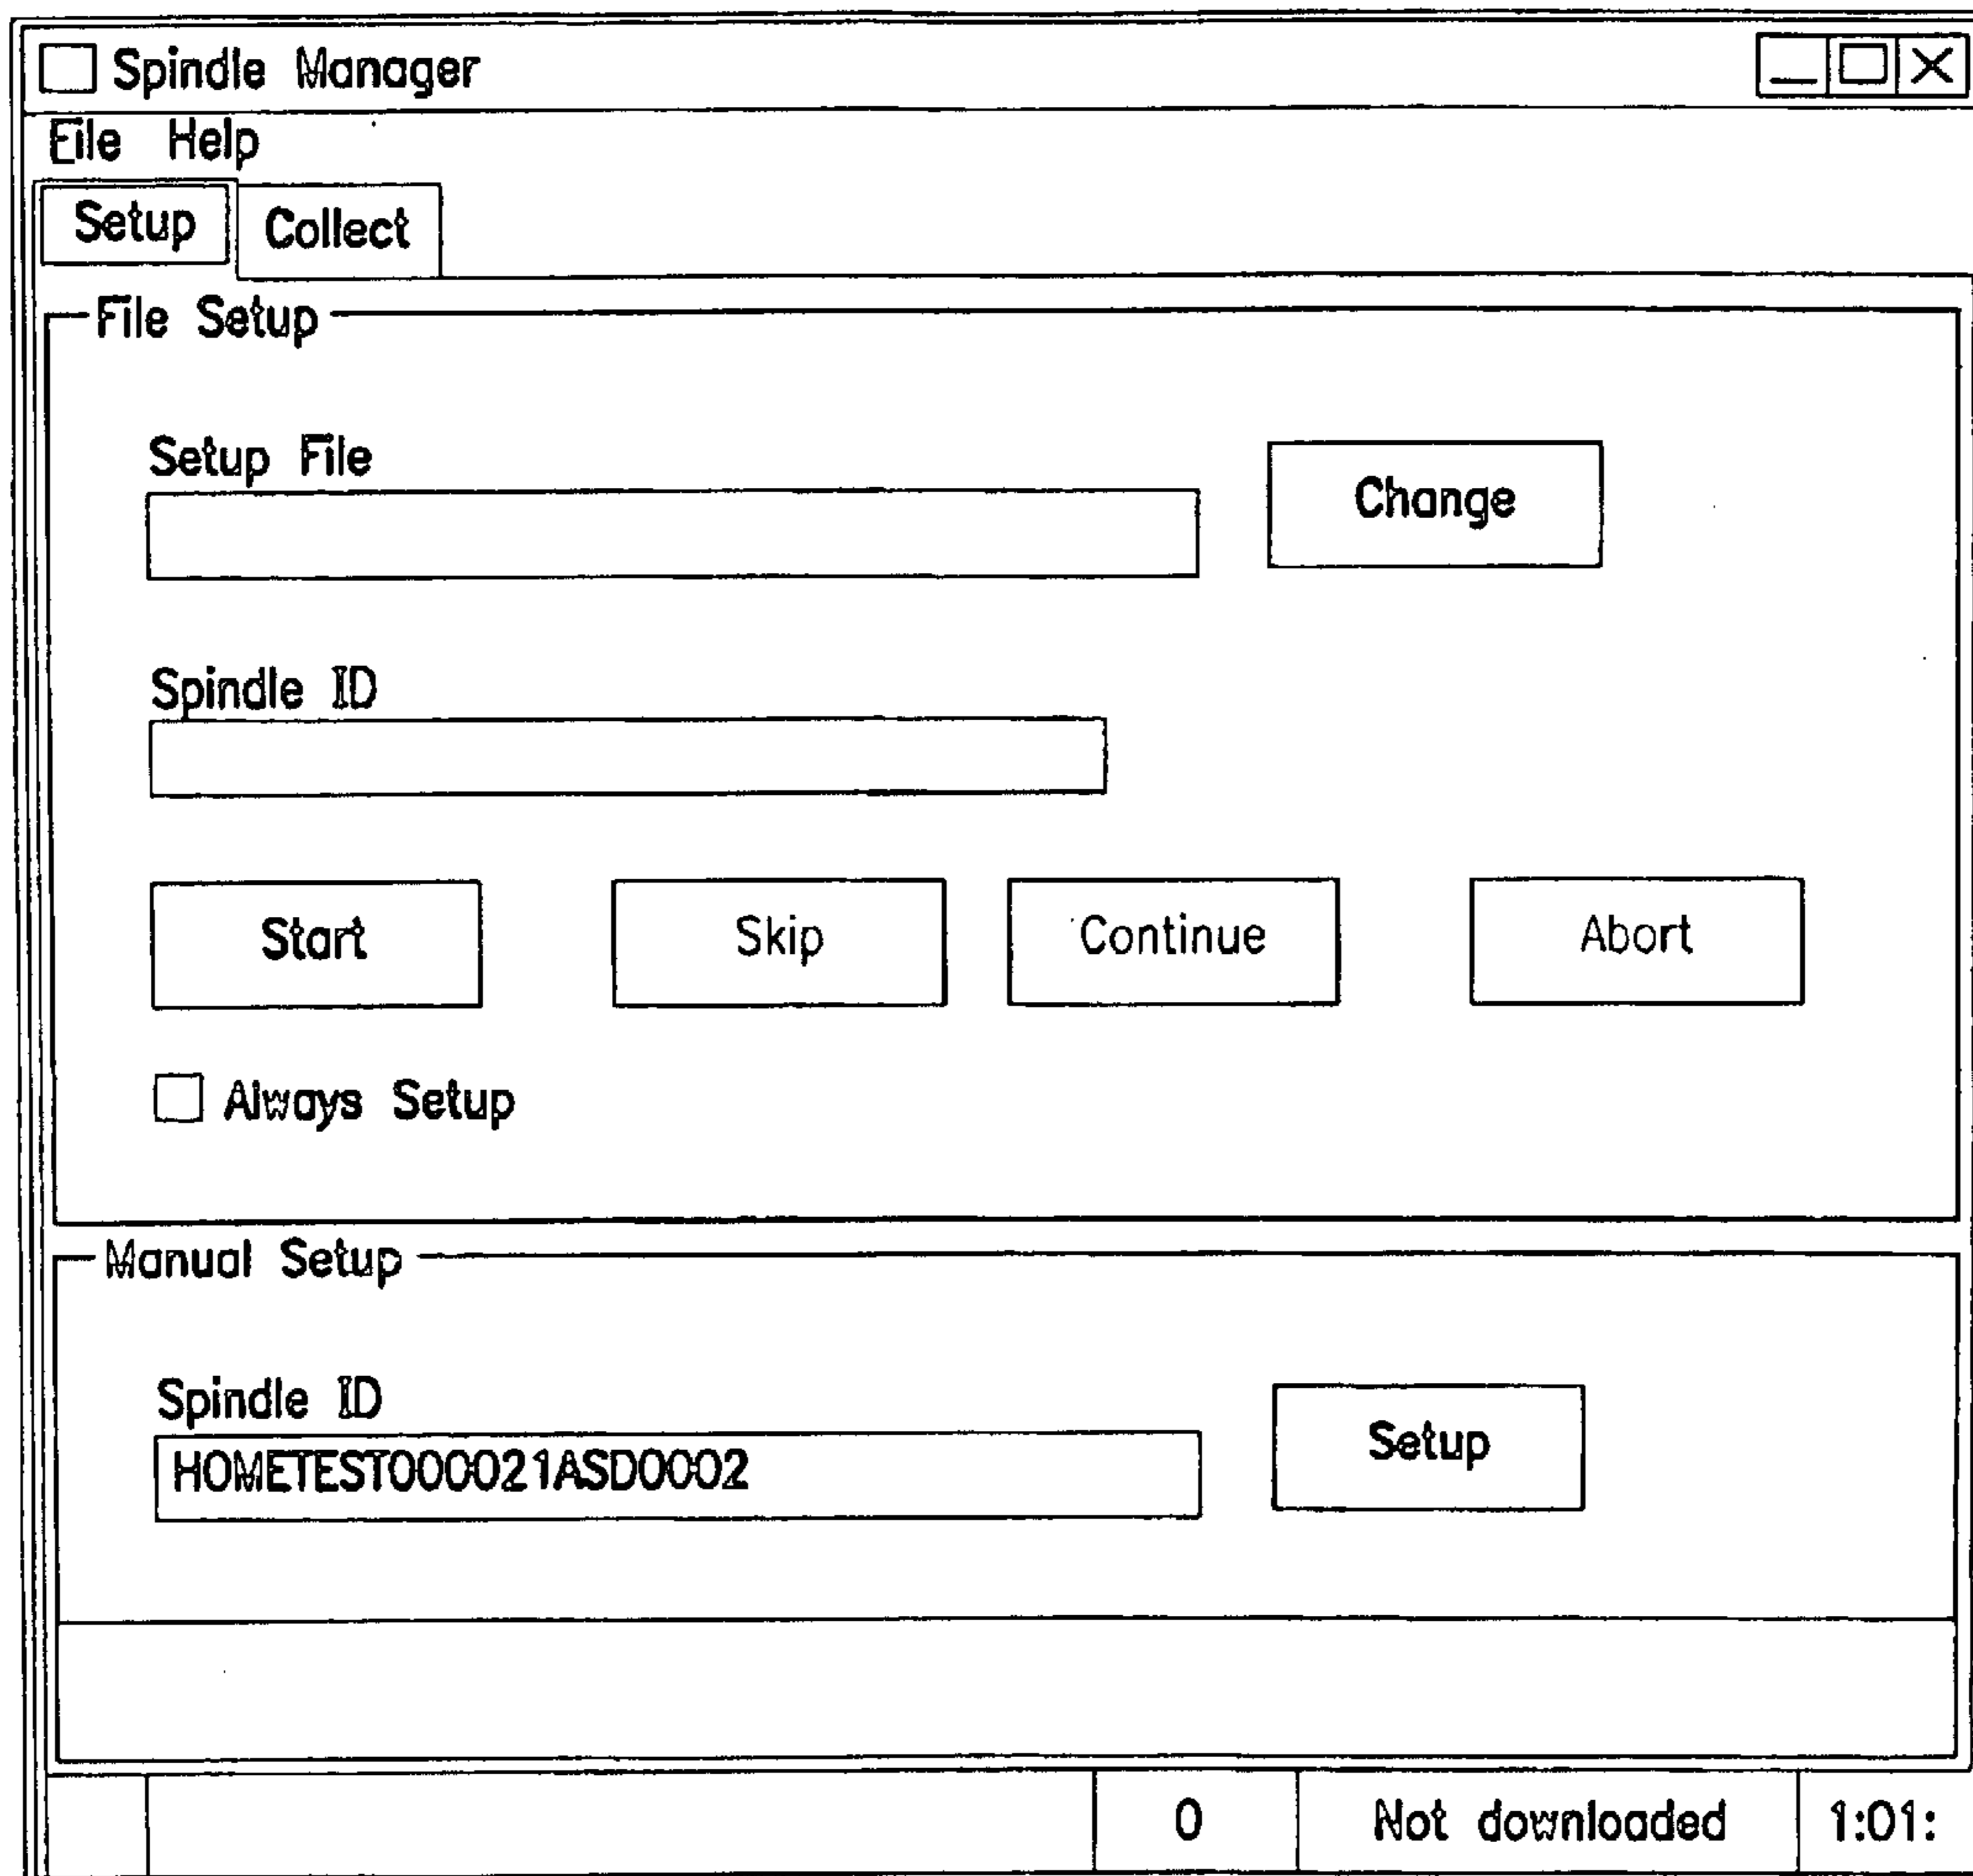 Spindle Manager
File Help
Setup Collect
File Setup
Setup File
Change
Spindle ID
Start Skip Continue Abort
Always Setup
Manual Setup
Spindle ID
HOMETEST000021ASD0002
Setup
0 Not downloaded 1:01: